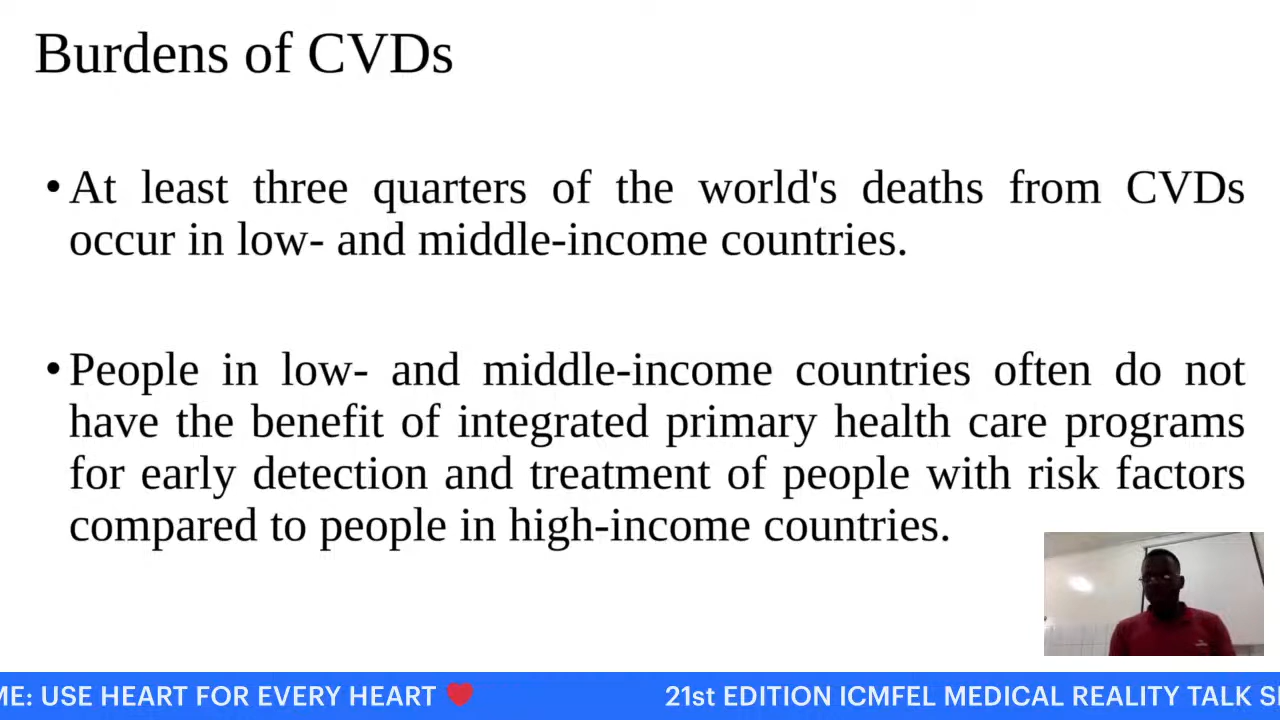 Burdens of CVDs
•At least three quarters of the world's deaths from CVDs
occur in low- and middle-income countries.
•People in low- and middle-income countries often do not
have the benefit of integrated primary health care programs
for early detection and treatment of people with risk factors
compared to people in high-income countries.
ME: USE HEART FOR EVERY HEART ❤️ 21st EDITION ICMFEL MEDICAL REALITY TALK S